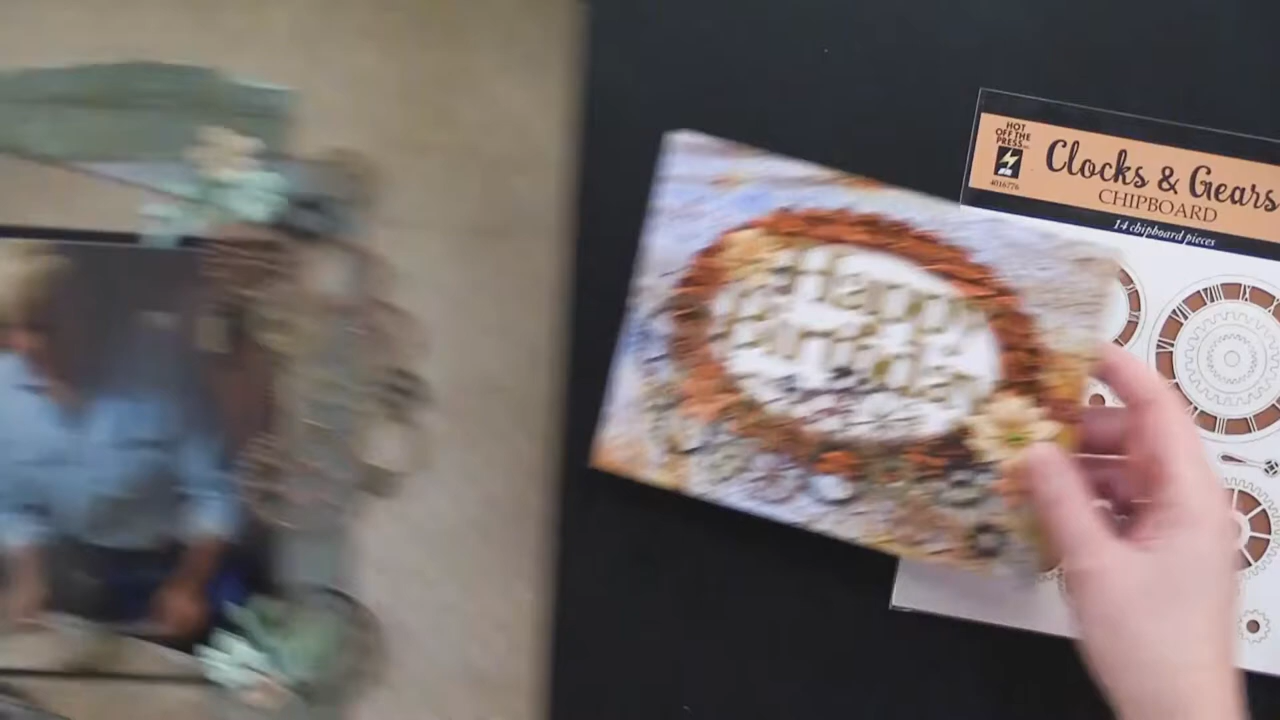 HOT
OFF THE
PRESS
4016776
Clocks & Gears
CHIPBOARD
14 chipboard pieces